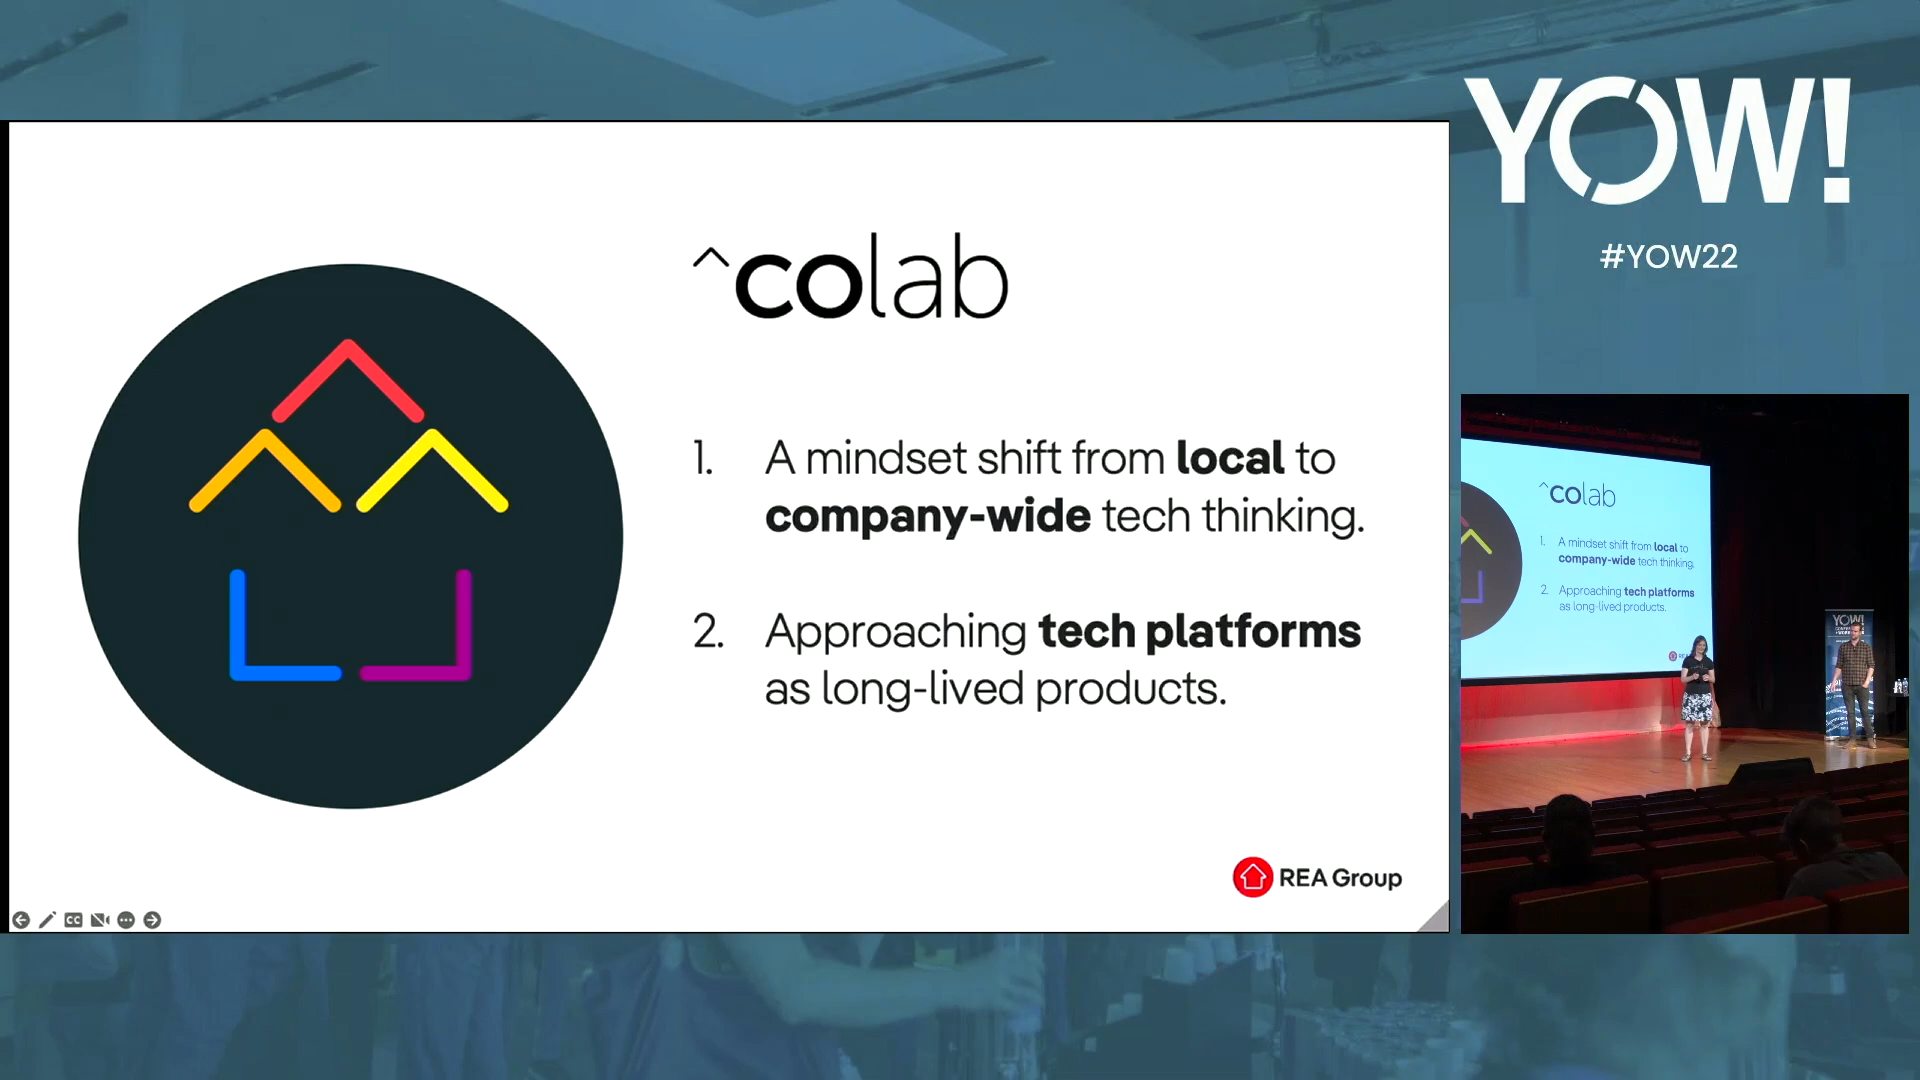 YOW!
#YOW22
^colab
1. A mindset shift from local to
company-wide tech thinking.
2. Approaching tech platforms
as long-lived products.
REA Group
CC
^colab
1. A mindset shift from local to
company-wide tech thinking.
2. Approaching tech platforms
as long-lived products.
YOW!